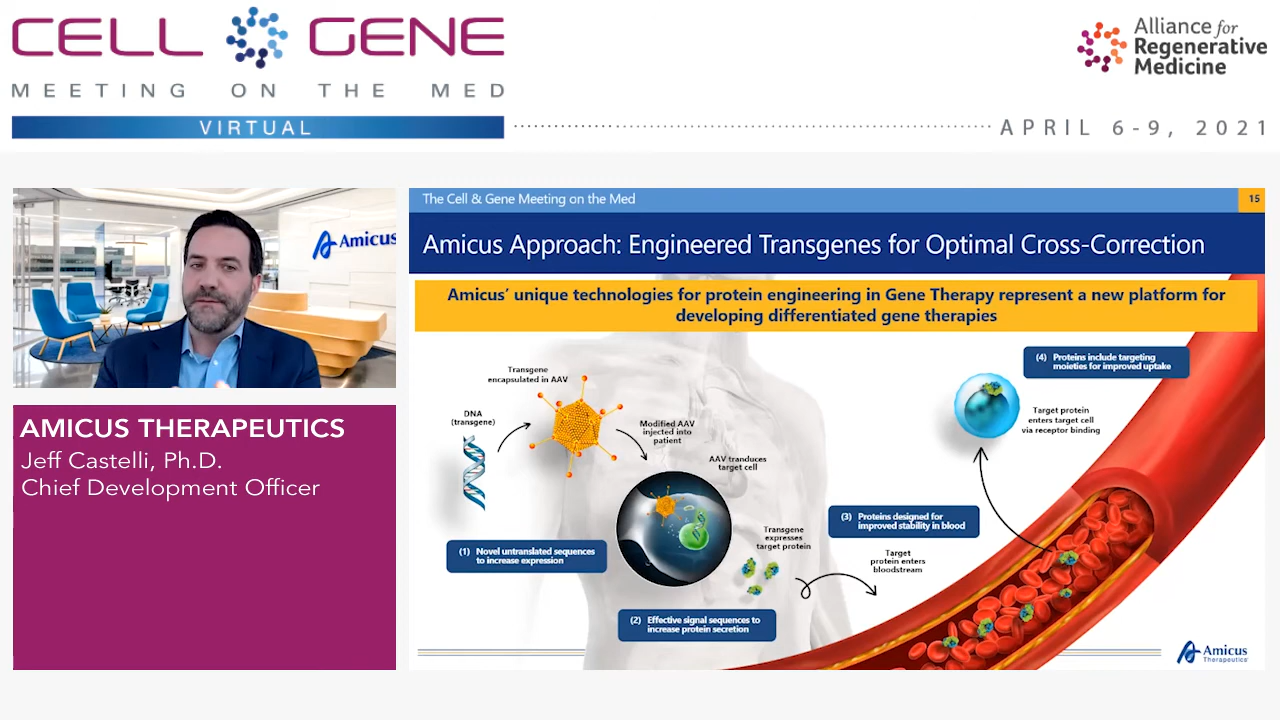 CELL GENE
MEETING ON THE MED
VIRTUAL
Alliance for
Regenerative
Medicine
APRIL 6-9, 2021
Amicus
AMICUS THERAPEUTICS
Jeff Castelli, Ph.D.
Chief Development Officer
The Cell & Gene Meeting on the Med
15
Amicus Approach: Engineered Transgenes for Optimal Cross-Correction
Amicus’ unique technologies for protein engineering in Gene Therapy represent a new platform for
developing differentiated gene therapies
Transgene
encapsulated in AAV
DNA
(transgene)
Modified AAV
injected into
patient
AAV tranduces
target cell
(1) Novel untranslated sequences
to increase expression
Transgene
expresses
target protein
(2) Effective signal sequences to
increase protein secretion
(3) Proteins designed for
improved stability in blood
Target
protein enters
bloodstream
(4) Proteins include targeting
moieties for improved uptake
Target protein
enters target cell
via receptor binding
Amicus
Therapeutics